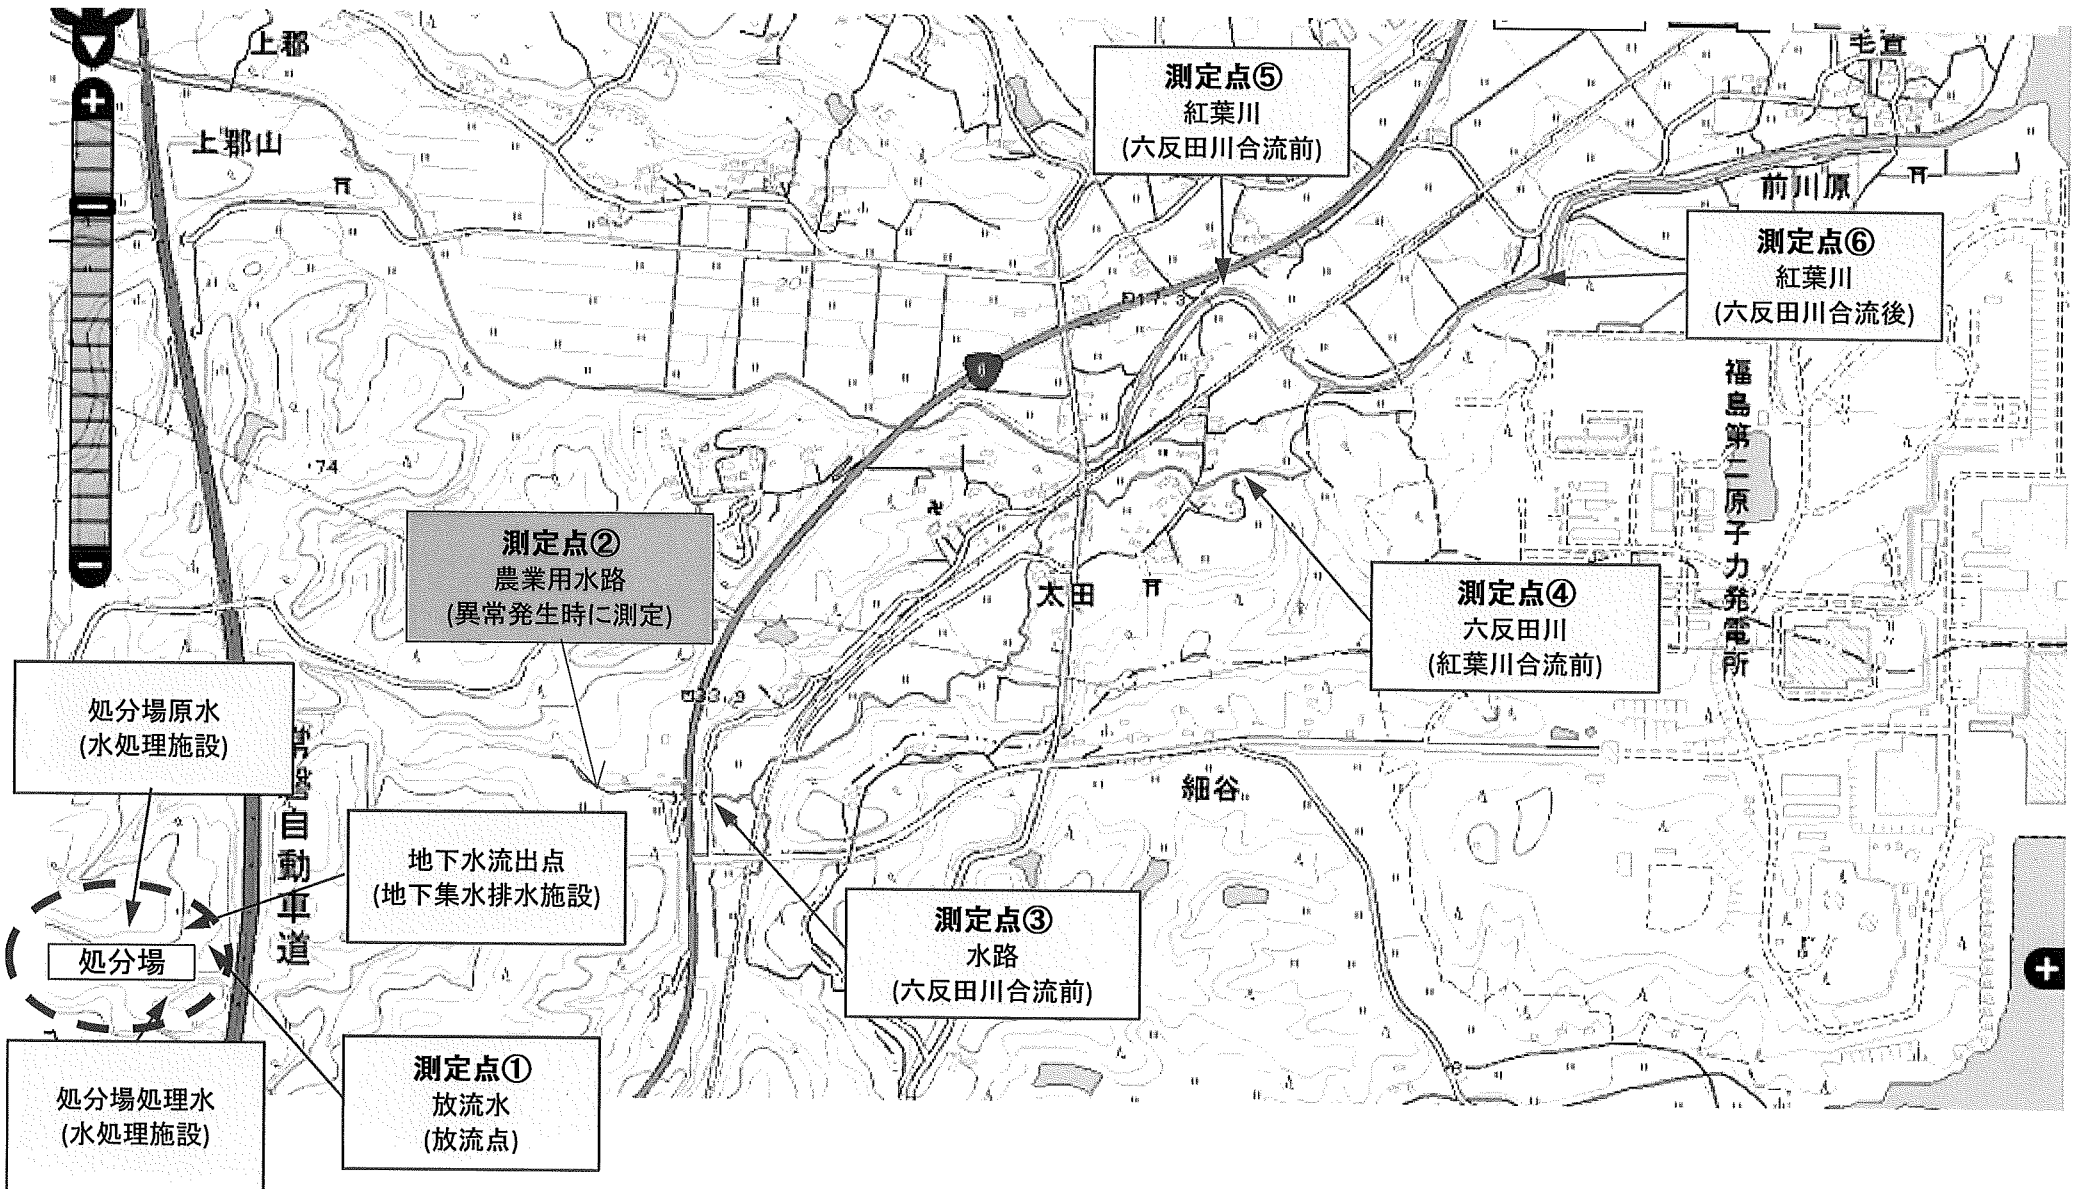 上郡
毛萱
測定点⑤
紅葉川
(六反田川合流前)
上郡山
前川原
測定点⑥
紅葉川
(六反田川合流後)
20
福島第二原子力発電所
74
測定点②
農業用水路
(異常発生時に測定)
太田
測定点④
六反田川
(紅葉川合流前)
処分場原水
(水処理施設)
33.9
常磐自動車道
細谷
地下水流出点
(地下集水排水施設)
測定点③
水路
(六反田川合流前)
処分場
測定点①
放流水
(放流点)
処分場処理水
(水処理施設)